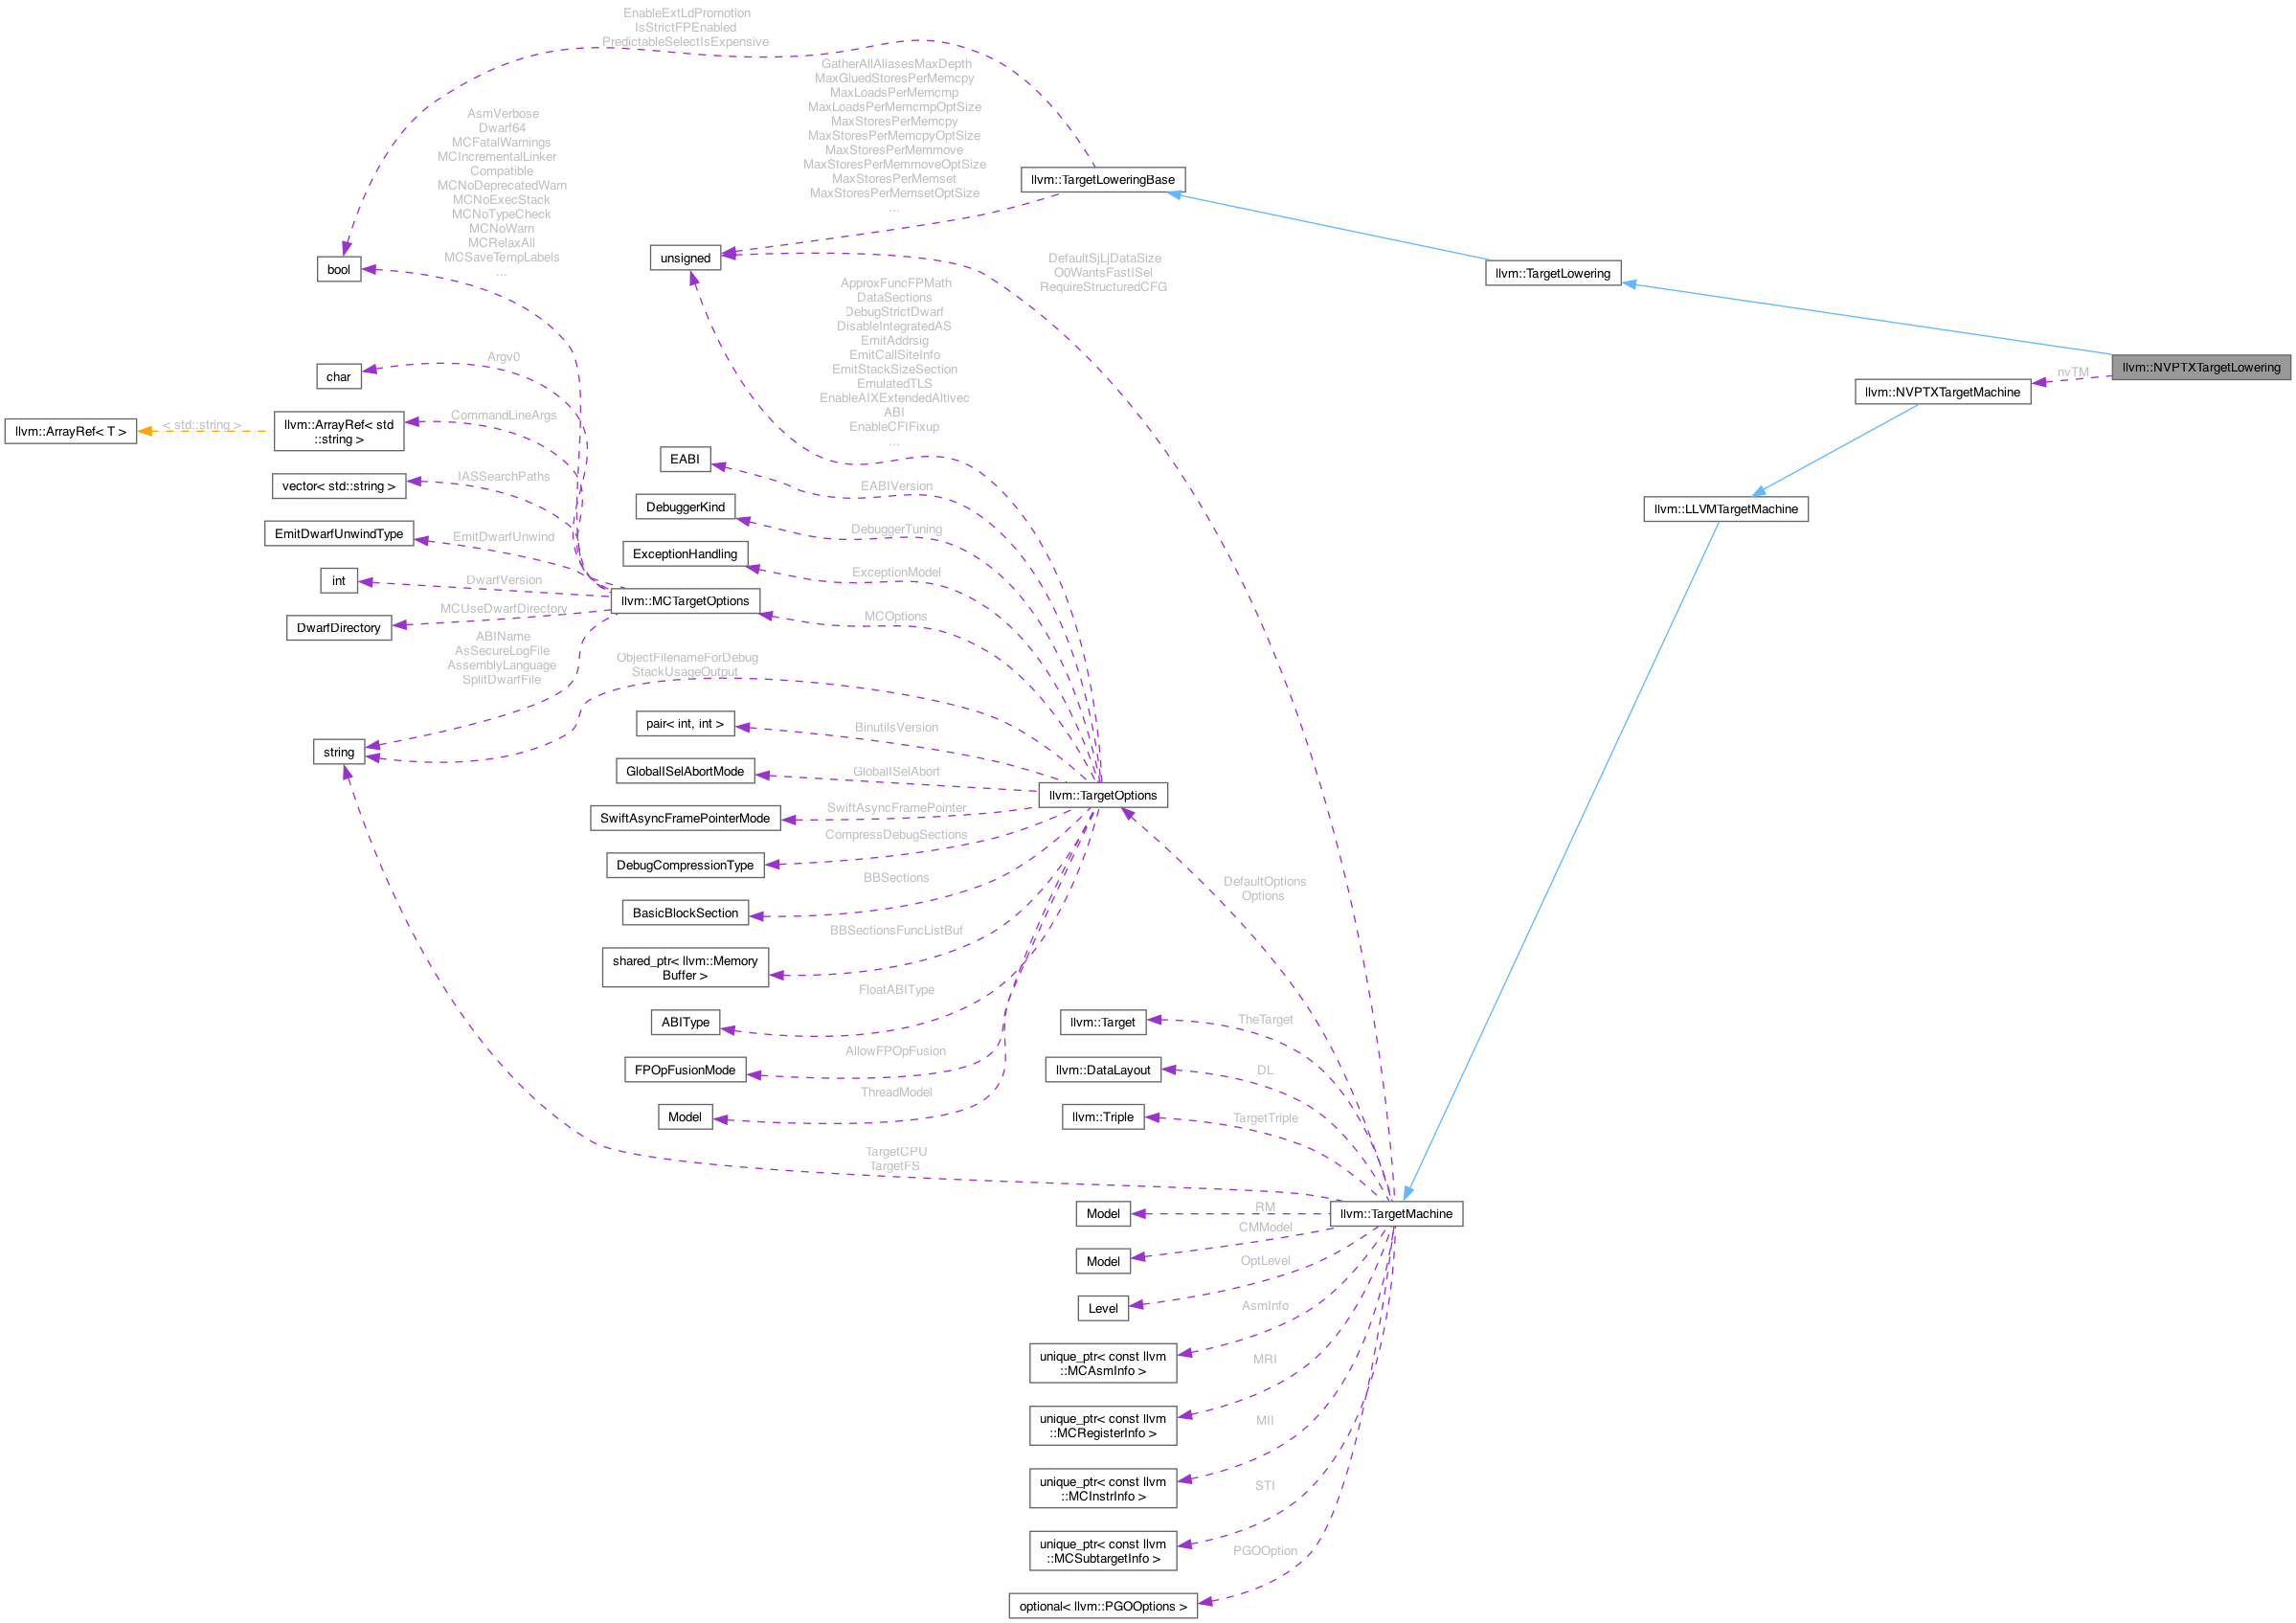 EnableExtLdPromotion
IsStrictFPEnabled
PredictableSelectIsExpensive
GatherAllAliasesMaxDepth
MaxGluedStoresPerMemcpy
MaxLoadsPerMemcmp
MaxLoadsPerMemcmpOptSize
MaxStoresPerMemcpy
MaxStoresPerMemcpyOptSize
MaxStoresPerMemmove
MaxStoresPerMemmoveOptSize
MaxStoresPerMemset
MaxStoresPerMemsetOptSize
...
AsmVerbose
Dwarf64
MCFatalWarnings
MCIncrementalLinker
Compatible
MCNoDeprecatedWarn
MCNoExecStack
MCNoTypeCheck
MCNoWarn
MCRelaxAll
MCSaveTempLabels
...
llvm::TargetLoweringBase
bool
unsigned
DefaultSjLjDataSize
O0WantsFastISel
RequireStructuredCFG
llvm::TargetLowering
ApproxFuncFPMath
DataSections
DebugStrictDwarf
DisableIntegratedAS
EmitAddrsig
EmitCallSiteInfo
EmitStackSizeSection
EmulatedTLS
EnableAIXExtendedAltivec
ABI
EnableCFIFixup
...
llvm::NVPTXTargetLowering
nvTM
llvm::NVPTXTargetMachine
char
Argv0
llvm::ArrayRef< T >
< std::string >
llvm::ArrayRef< std
::string >
CommandLineArgs
vector< std::string >
IASSearchPaths
EABI
EABIVersion
DebuggerKind
DebuggerTuning
llvm::LLVMTargetMachine
EmitDwarfUnwindType
EmitDwarfUnwind
ExceptionHandling
ExceptionModel
int
DwarfVersion
llvm::MCTargetOptions
MCOptions
DwarfDirectory
MCUseDwarfDirectory
ABIName
AsSecureLogFile
AssemblyLanguage
SplitDwarfFile
ObjectFilenameForDebug
StackUsageOutput
string
pair< int, int >
BinutilsVersion
GlobalISelAbortMode
GlobalISelAbort
llvm::TargetOptions
SwiftAsyncFramePointerMode
SwiftAsyncFramePointer
DebugCompressionType
CompressDebugSections
BasicBlockSection
BBSections
DefaultOptions
Options
shared_ptr< llvm::Memory
Buffer >
BBSectionsFuncListBuf
ABIType
FloatABIType
llvm::Target
TheTarget
FPOpFusionMode
AllowFPOpFusion
llvm::DataLayout
DL
Model
ThreadModel
llvm::Triple
TargetTriple
TargetCPU
TargetFS
Model
RM
llvm::TargetMachine
Model
CMModel
Level
OptLevel
unique_ptr< const llvm
::MCAsmInfo >
AsmInfo
unique_ptr< const llvm
::MCRegisterInfo >
MRI
unique_ptr< const llvm
::MCInstrInfo >
MII
unique_ptr< const llvm
::MCSubtargetInfo >
STI
optional< llvm::PGOOptions >
PGOOption